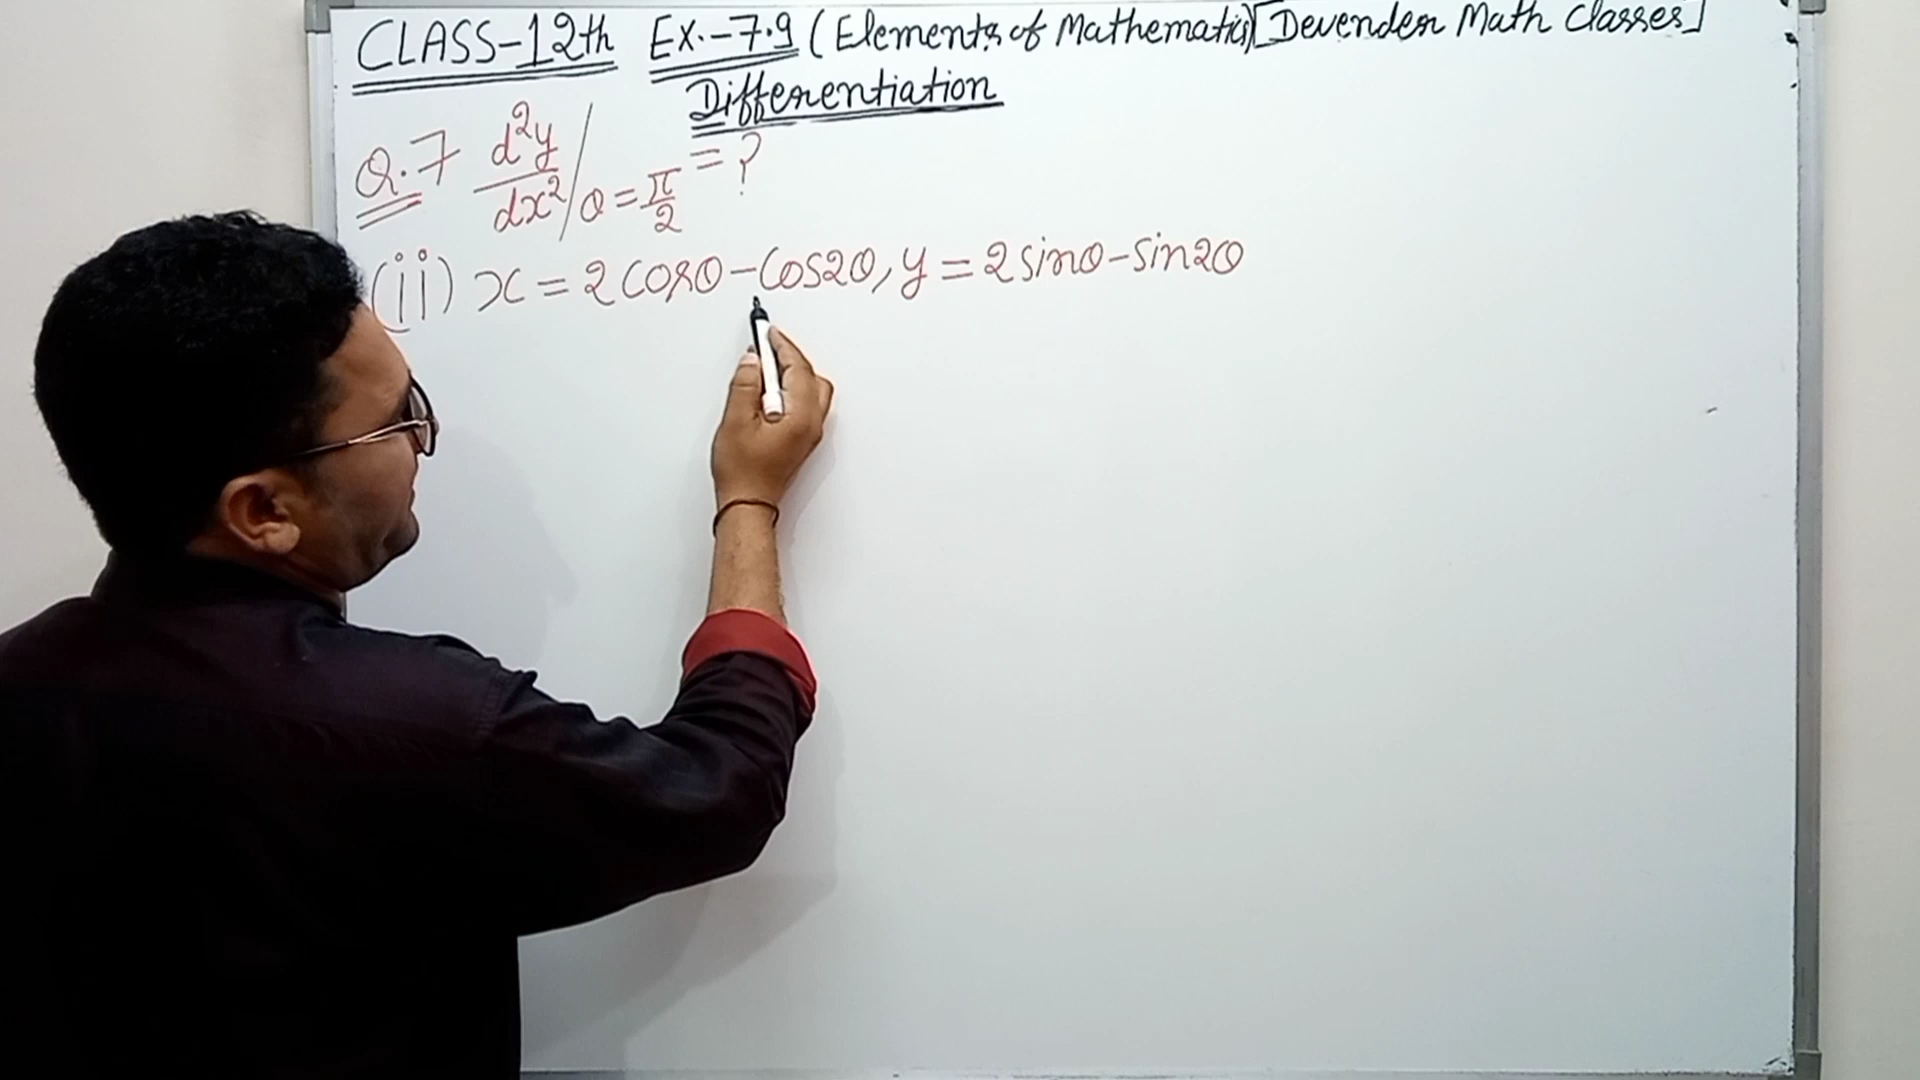 CLASS-12th Ex.-7.9 (Elements of Mathematics) [Devender Math Classes]
Differentiation
Q.7 d²y/dx² / θ = π/2 = ?
(ii) x = 2cosθ - cos2θ, y = 2sinθ - sin2θ